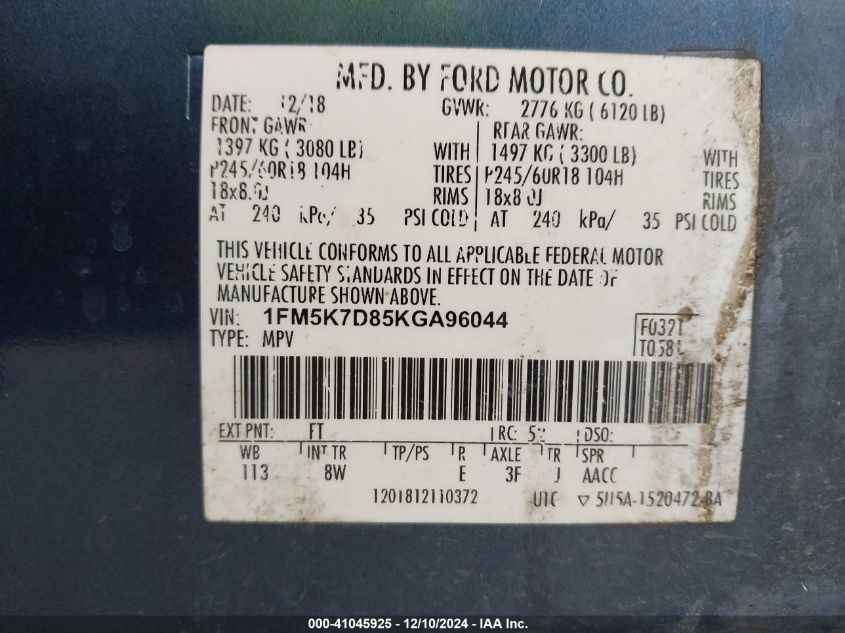 MFD. BY FORD MOTOR CO.
DATE: 12/18 GVWR: 2776 KG ( 6120 LB)
FRONT GAWR: REAR GAWR:
1397 KG ( 3080 LB) WITH 1497 KG ( 3300 LB) WITH
P245/60R18 104H TIRES P245/60R18 104H TIRES
18x8.0J RIMS 18x8.0J RIMS
AT 240 kPa/ 35 PSI COLD AT 240 kPa/ 35 PSI COLD
THIS VEHICLE CONFORMS TO ALL APPLICABLE FEDERAL MOTOR
VEHICLE SAFETY STANDARDS IN EFFECT ON THE DATE OF
MANUFACTURE SHOWN ABOVE.
VIN: 1FM5K7D85KGA96044
TYPE: MPV
F0321
EXT PNT: FT RC: DSO:
WB INT TR TP/PS R AXLE TR SPR
113 8W E 3F J AACC
1201812110372 UTC
000-41045925 - 12/10/2024 - IAA Inc.